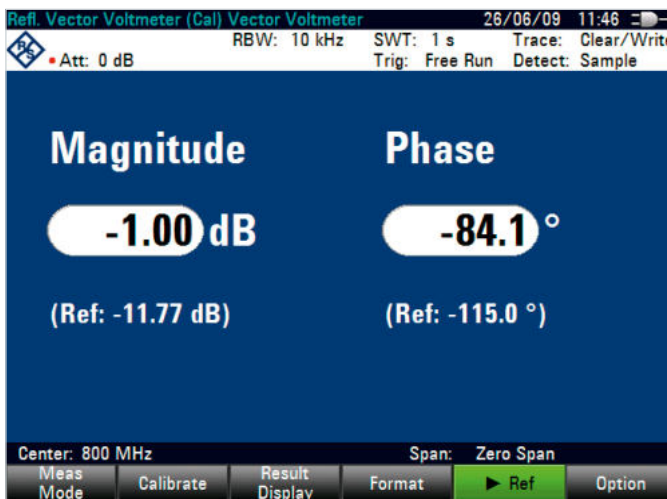 Refl. Vector Voltmeter (Cal) Vector Voltmeter 26/06/09 11:46
Att: 0 dB RBW: 10 kHz SWT: 1 s Trace: Clear/Write
Trig: Free Run Detect: Sample
Magnitude Phase
-1.00 dB -84.1 °
(Ref: -11.77 dB) (Ref: -115.0 °)
Center: 800 MHz Span: Zero Span
Meas Mode Calibrate Result Display Format ▶ Ref Option